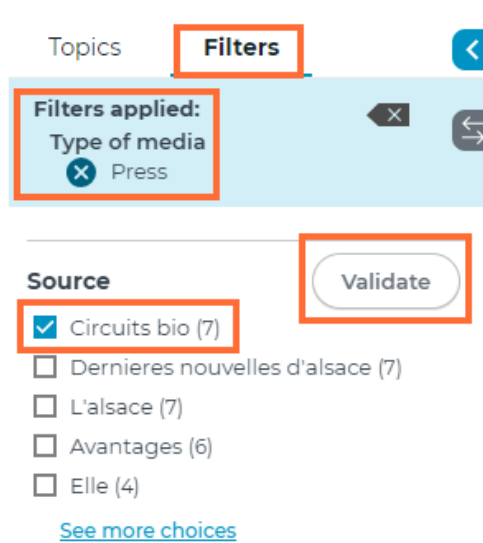 Topics Filters
Filters applied:
Type of media
Press
Source Validate
Circuits bio (7)
Dernieres nouvelles d'alsace (7)
L'alsace (7)
Avantages (6)
Elle (4)
See more choices